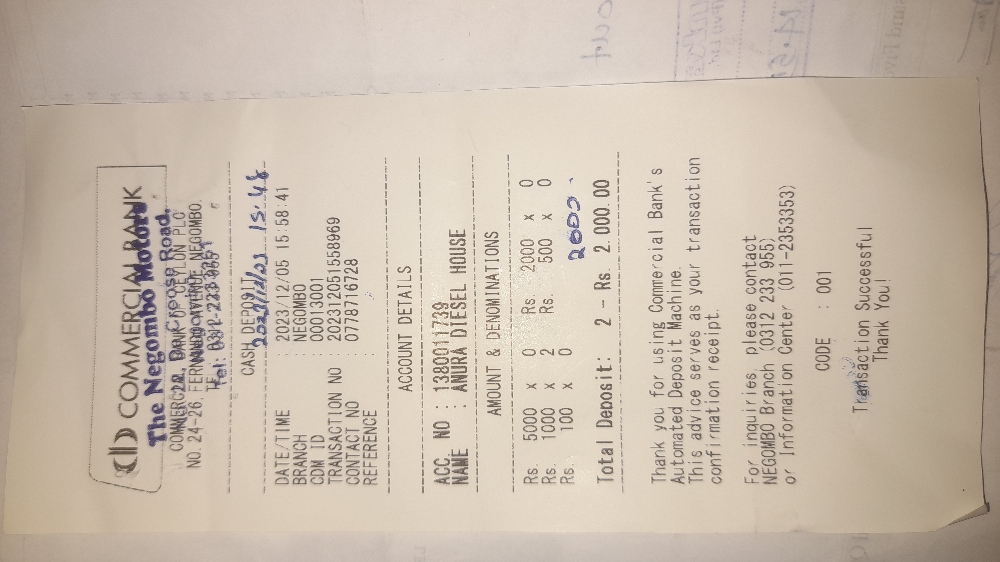 COMMERCIAL BANK
The Negombo Motors
COMMERCIAL BANK OF CEYLON PLC
NO. 24-26, FERNANDO AVENUE, NEGOMBO.
CASH DEPOSIT
15:48
DATE/TIME : 2023/12/05 15:58:41
BRANCH : NEGOMBO
CDM ID : 00013001
TRANSACTION NO : 202312051558969
CONTACT NO : 0778716728
REFERENCE :
ACCOUNT DETAILS
ACC. NO : 1380011739
NAME : ANURA DIESEL HOUSE
AMOUNT & DENOMINATIONS
Rs. 5000 x 0 Rs. 2000 x 0
Rs. 1000 x 2 Rs. 500 x 0
Rs. 100 x 0
2000 -
Total Deposit: 2 - Rs. 2,000.00
Thank you for using Commercial Bank's
Automated Deposit Machine.
This advice serves as your transaction
confirmation receipt.
For inquiries, please contact
NEGOMBO Branch (0312 233 955)
or Information Center (011-2353353)
CODE : 001
Transaction Successful
Thank You!